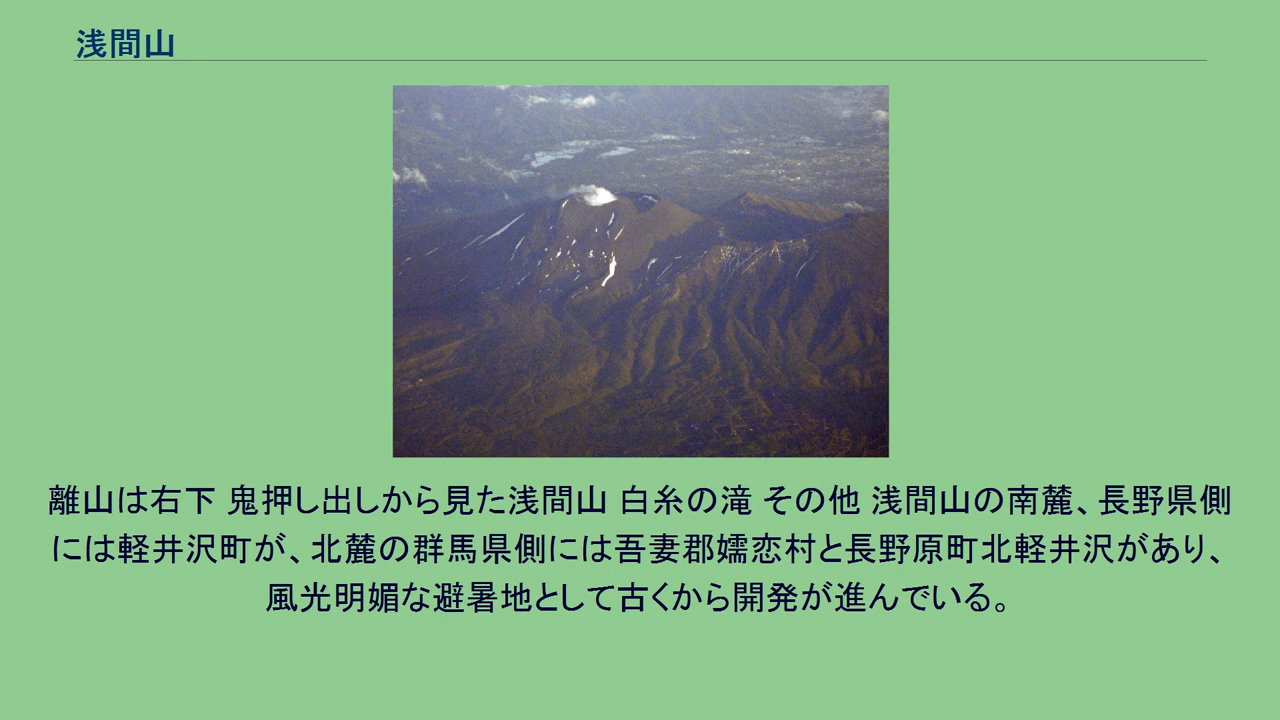 浅間山
離山は右下 鬼押し出しから見た浅間山 白糸の滝 その他 浅間山の南麓、長野県側
には軽井沢町が、北麓の群馬県側には吾妻郡嬬恋村と長野原町北軽井沢があり、
風光明媚な避暑地として古くから開発が進んでいる。